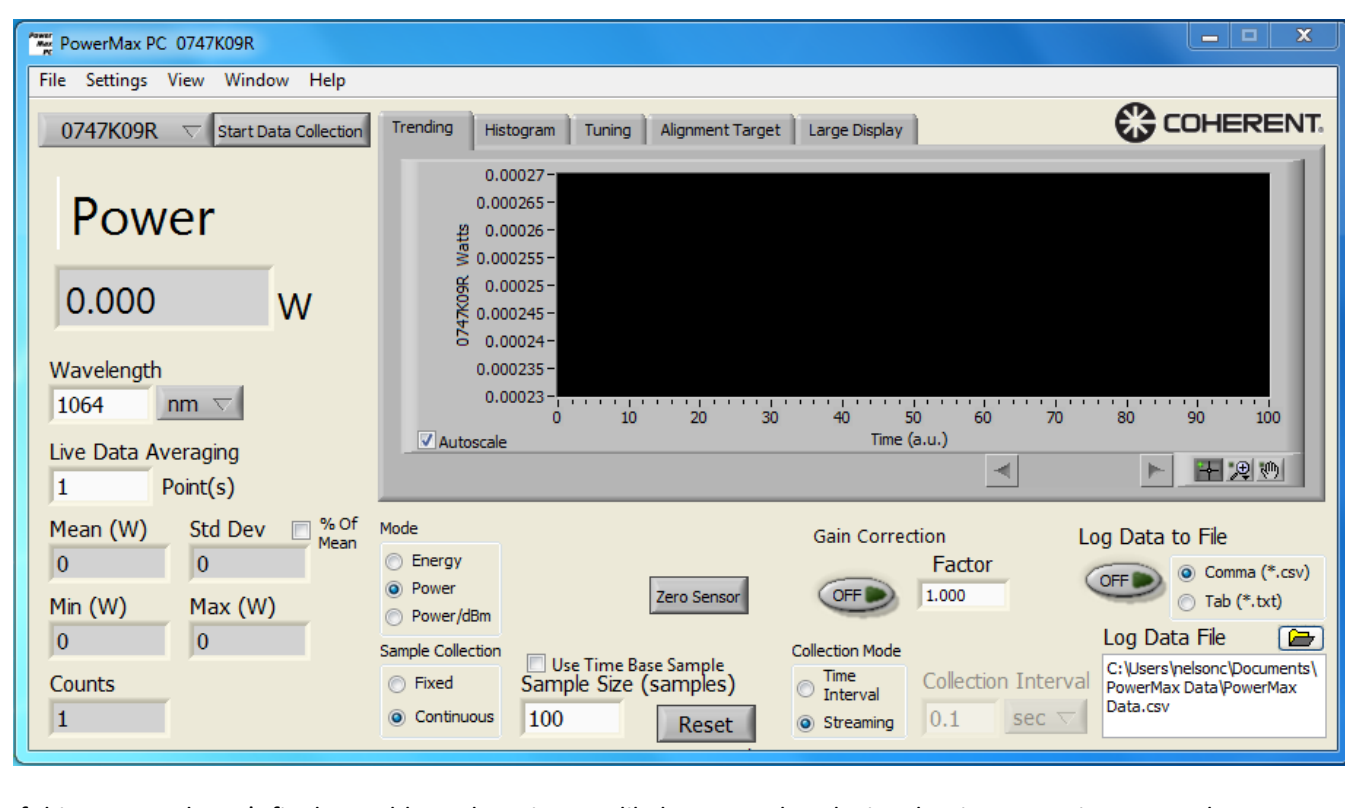 Power Max PC
PowerMax PC 0747K09R
File Settings View Window Help
0747K09R Start Data Collection
Trending Histogram Tuning Alignment Target Large Display
COHERENT.
Power
0.000 W
Wavelength
1064 nm
Live Data Averaging
1 Point(s)
Mean (W) Std Dev % Of Mean
0 0
Min (W) Max (W)
0 0
Counts
1
0747K09R Watts
0.00027
0.000265
0.00026
0.000255
0.00025
0.000245
0.00024
0.000235
0.00023
0 10 20 30 40 50 60 70 80 90 100
Autoscale
Time (a.u.)
Mode
Energy
Power
Power/dBm
Zero Sensor
Gain Correction
Factor
OFF 1.000
Log Data to File
OFF
Comma (*.csv)
Tab (*.txt)
Sample Collection
Fixed
Continuous
Use Time Base Sample
Sample Size (samples)
100 Reset
Collection Mode
Time
Interval
Streaming
Collection Interval
0.1 sec
Log Data File
C:\Users\nelsonc\Documents\
PowerMax Data\PowerMax
Data.csv